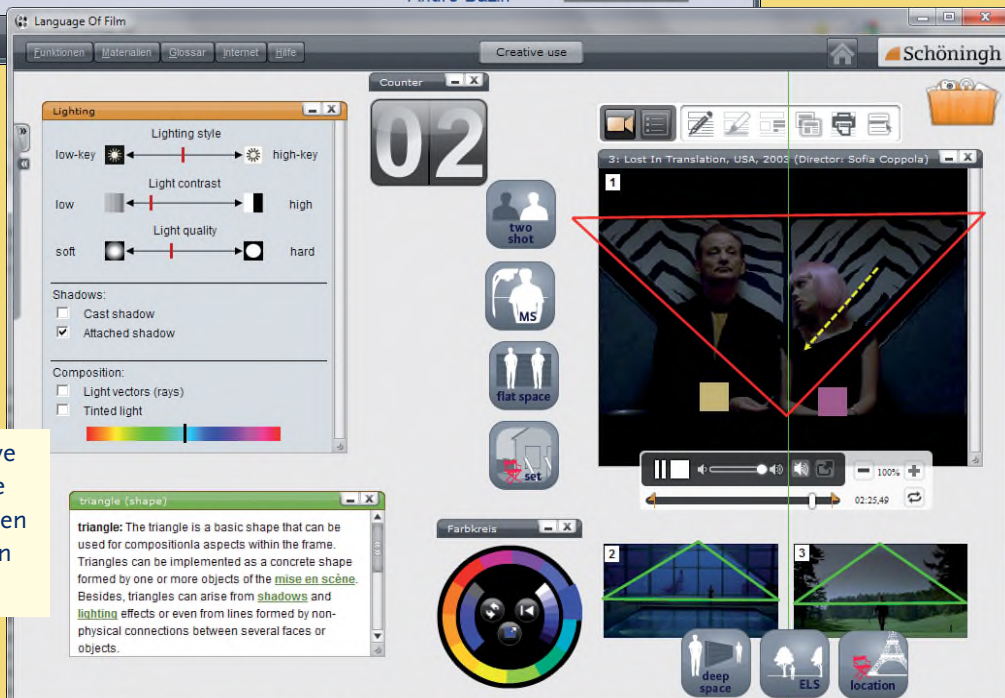 André Bazin
Language Of Film
Funktionen Materialien Glossar Internet Hilfe
Creative use
Schöningh
Lighting
Lighting style
low-key high-key
Light contrast
low high
Light quality
soft hard
Shadows:
Cast shadow
Attached shadow
Composition:
Light vectors (rays)
Tinted light
Counter
02
two
shot
MS
flat space
set
3: Lost In Translation, USA, 2003 (Director: Sofia Coppola)
1
100%
02:25,49
triangle (shape)
triangle: The triangle is a basic shape that can be
used for compositionla aspects within the frame.
Triangles can be implemented as a concrete shape
formed by one or more objects of the mise en scène.
Besides, triangles can arise from shadows and
lighting effects or even from lines formed by non-
physical connections between several faces or
objects.
Farbkreis
2
3
deep
space
ELS
location